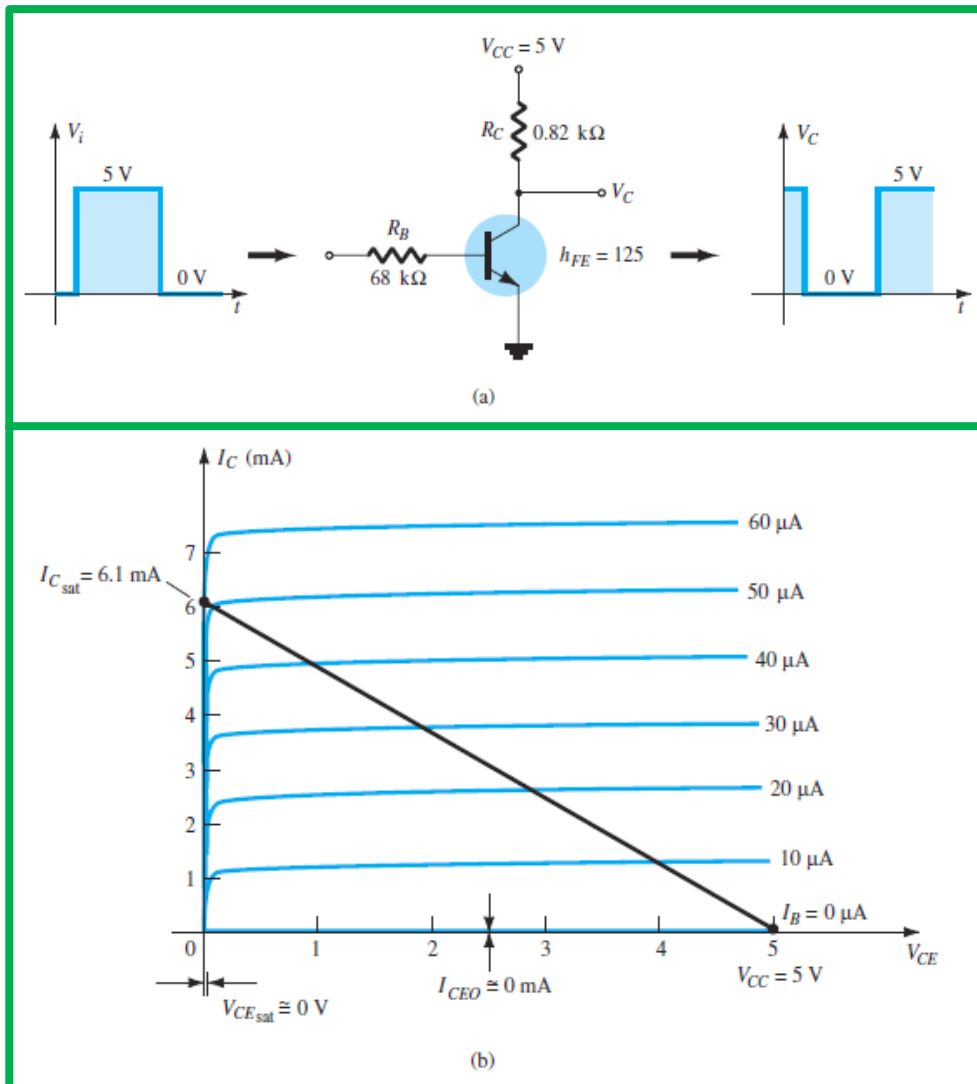 V_CC = 5 V
R_C 0.82 kΩ
V_i
5 V
0 V
t
R_B
68 kΩ
V_C
h_FE = 125
V_C
5 V
0 V
t
(a)
I_C (mA)
7
6
5
4
3
2
1
0
I_C_sat = 6.1 mA
60 μA
50 μA
40 μA
30 μA
20 μA
10 μA
I_B = 0 μA
1 2 3 4 5
V_CE
V_CC = 5 V
I_CEO ≅ 0 mA
V_CE_sat ≅ 0 V
(b)